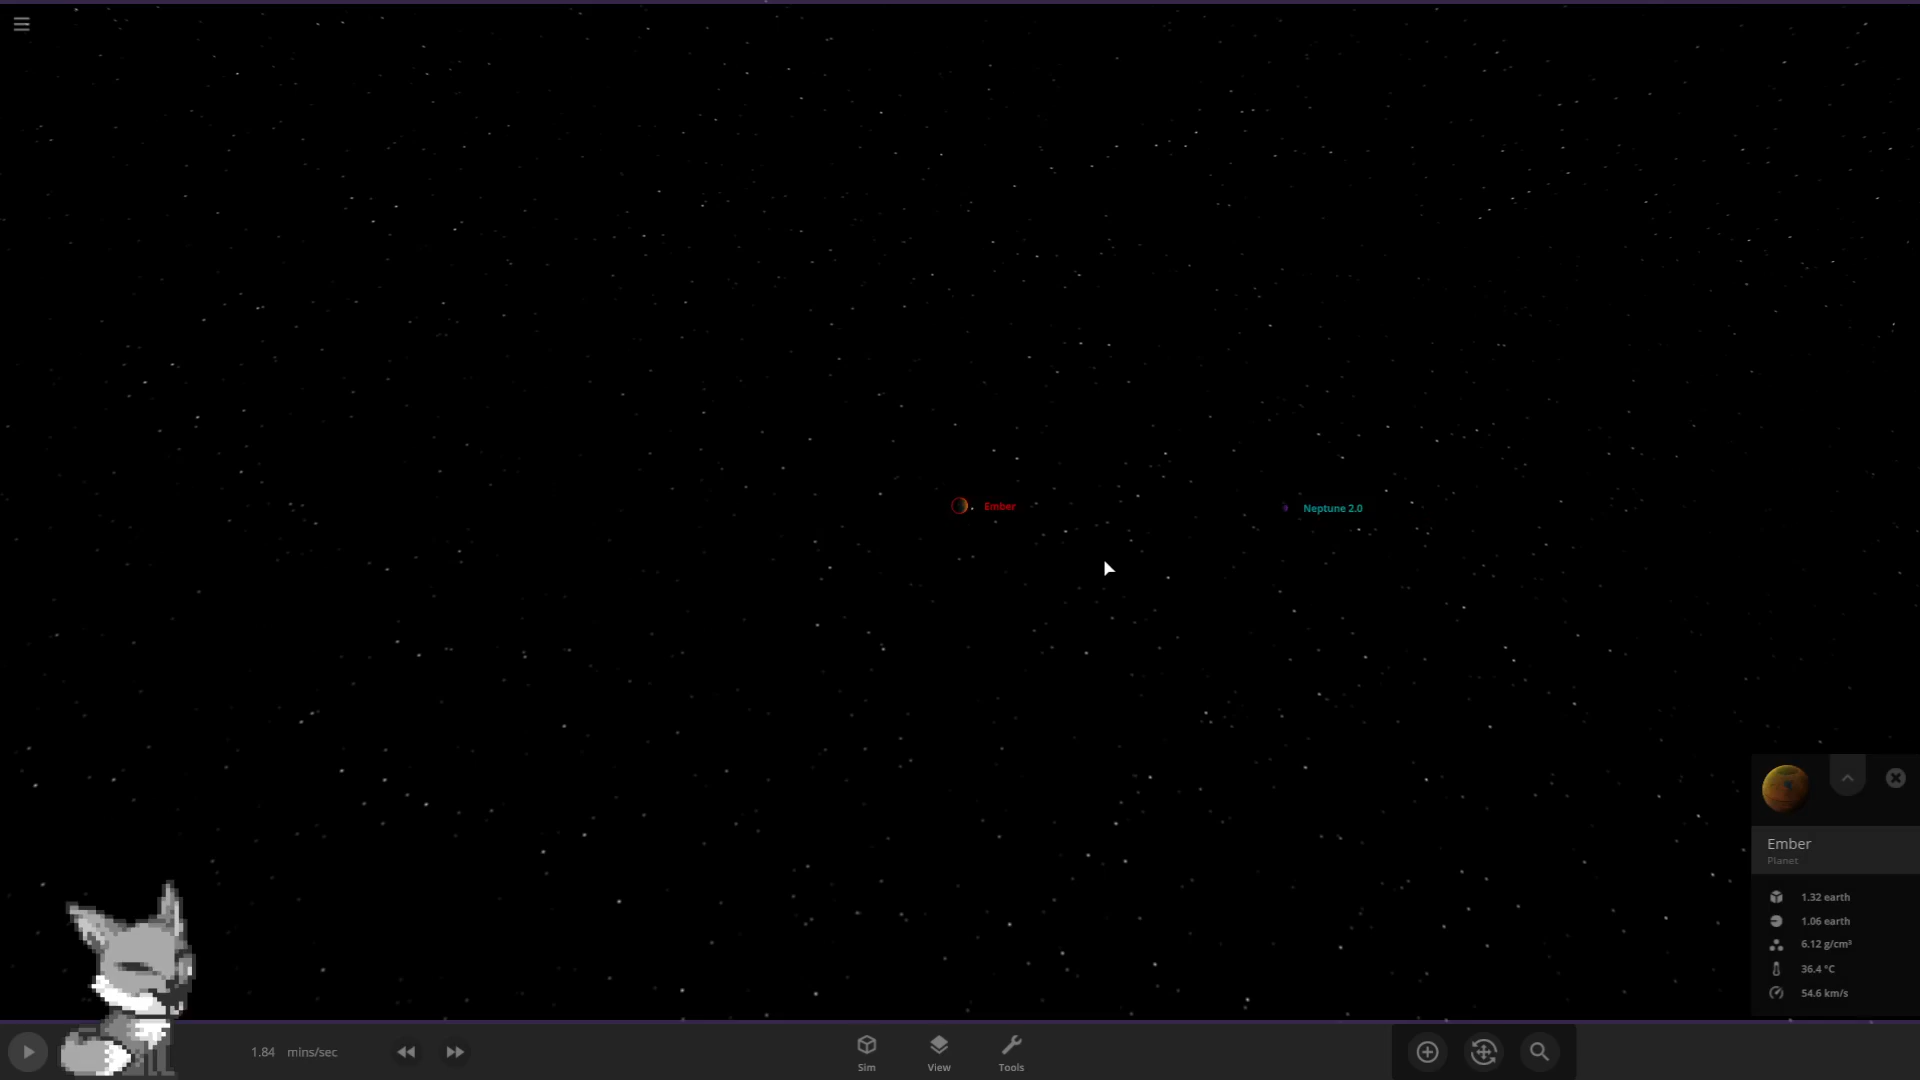 Ember
Neptune 2.0
Ember
Planet
1.32 earth
1.06 earth
6.12 g/cm³
36.4 °C
54.6 km/s
1.84 mins/sec
Sim
View
Tools